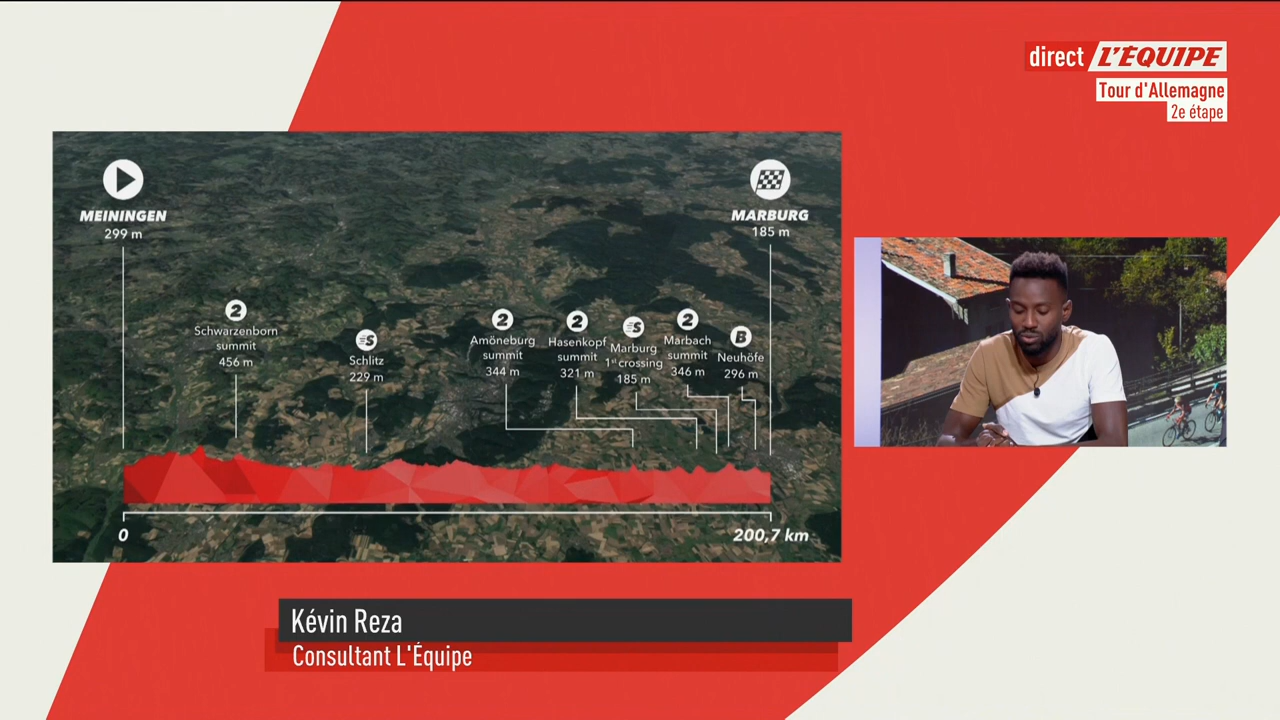 direct L'ÉQUIPE
Tour d'Allemagne
2e étape
MEININGEN
299 m
MARBURG
185 m
2
Schwarzenborn
summit
456 m
S
Schlitz
229 m
2
Amöneburg
summit
344 m
2
Hasenkopf
summit
321 m
S
Marburg
1st crossing
185 m
2
Marbach
summit
346 m
B
Neuhöfe
296 m
0
200,7 km
Kévin Reza
Consultant L'Équipe